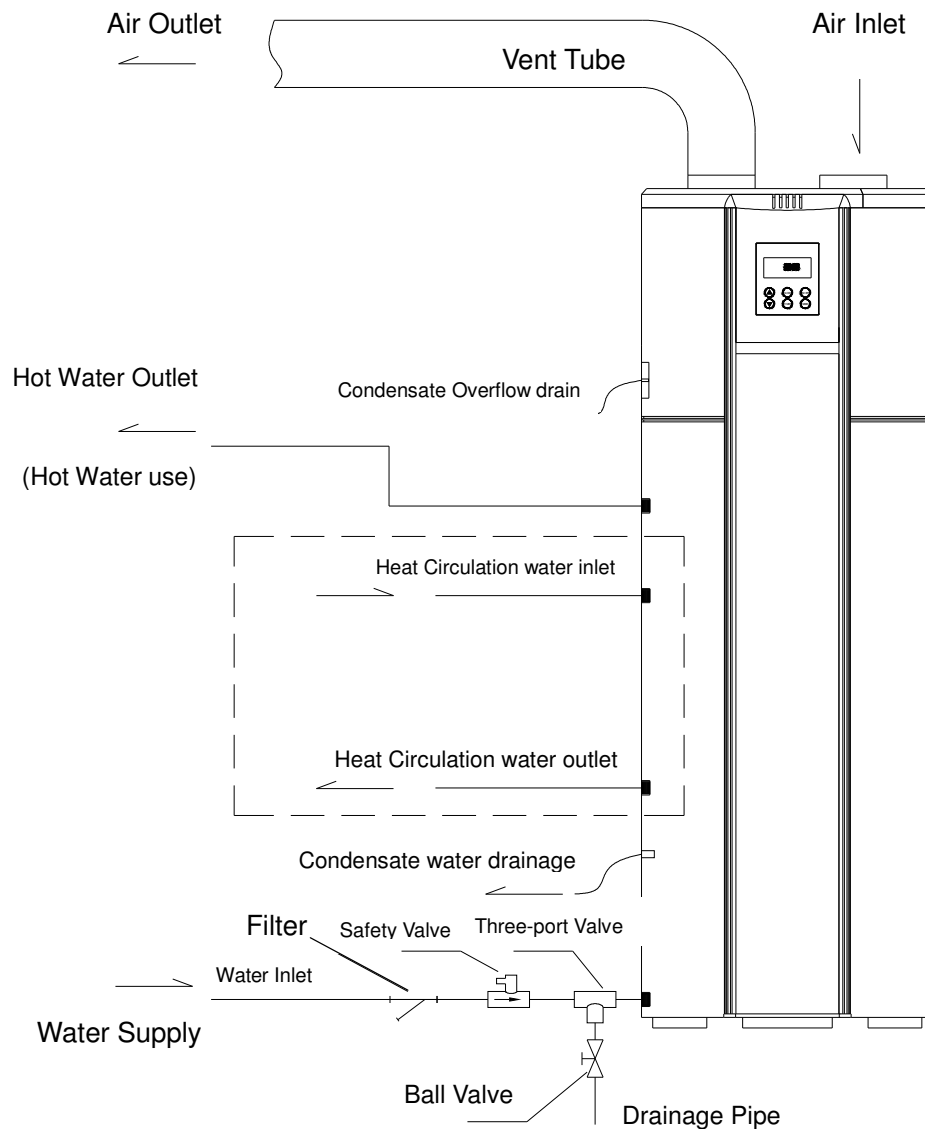 Air Outlet
Air Inlet
Vent Tube
Hot Water Outlet
Condensate Overflow drain
(Hot Water use)
Heat Circulation water inlet
Heat Circulation water outlet
Condensate water drainage
Filter
Safety Valve
Three-port Valve
Water Inlet
Water Supply
Ball Valve
Drainage Pipe